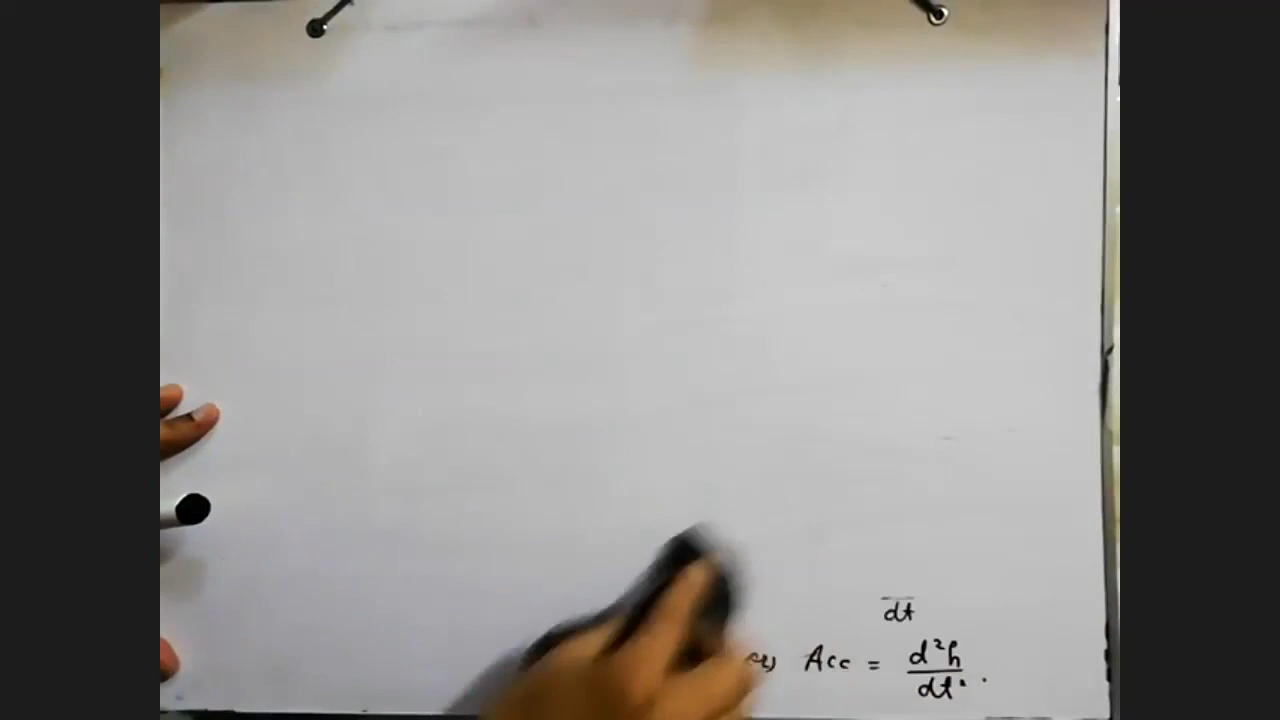 dt
Acc = d²h
dt²